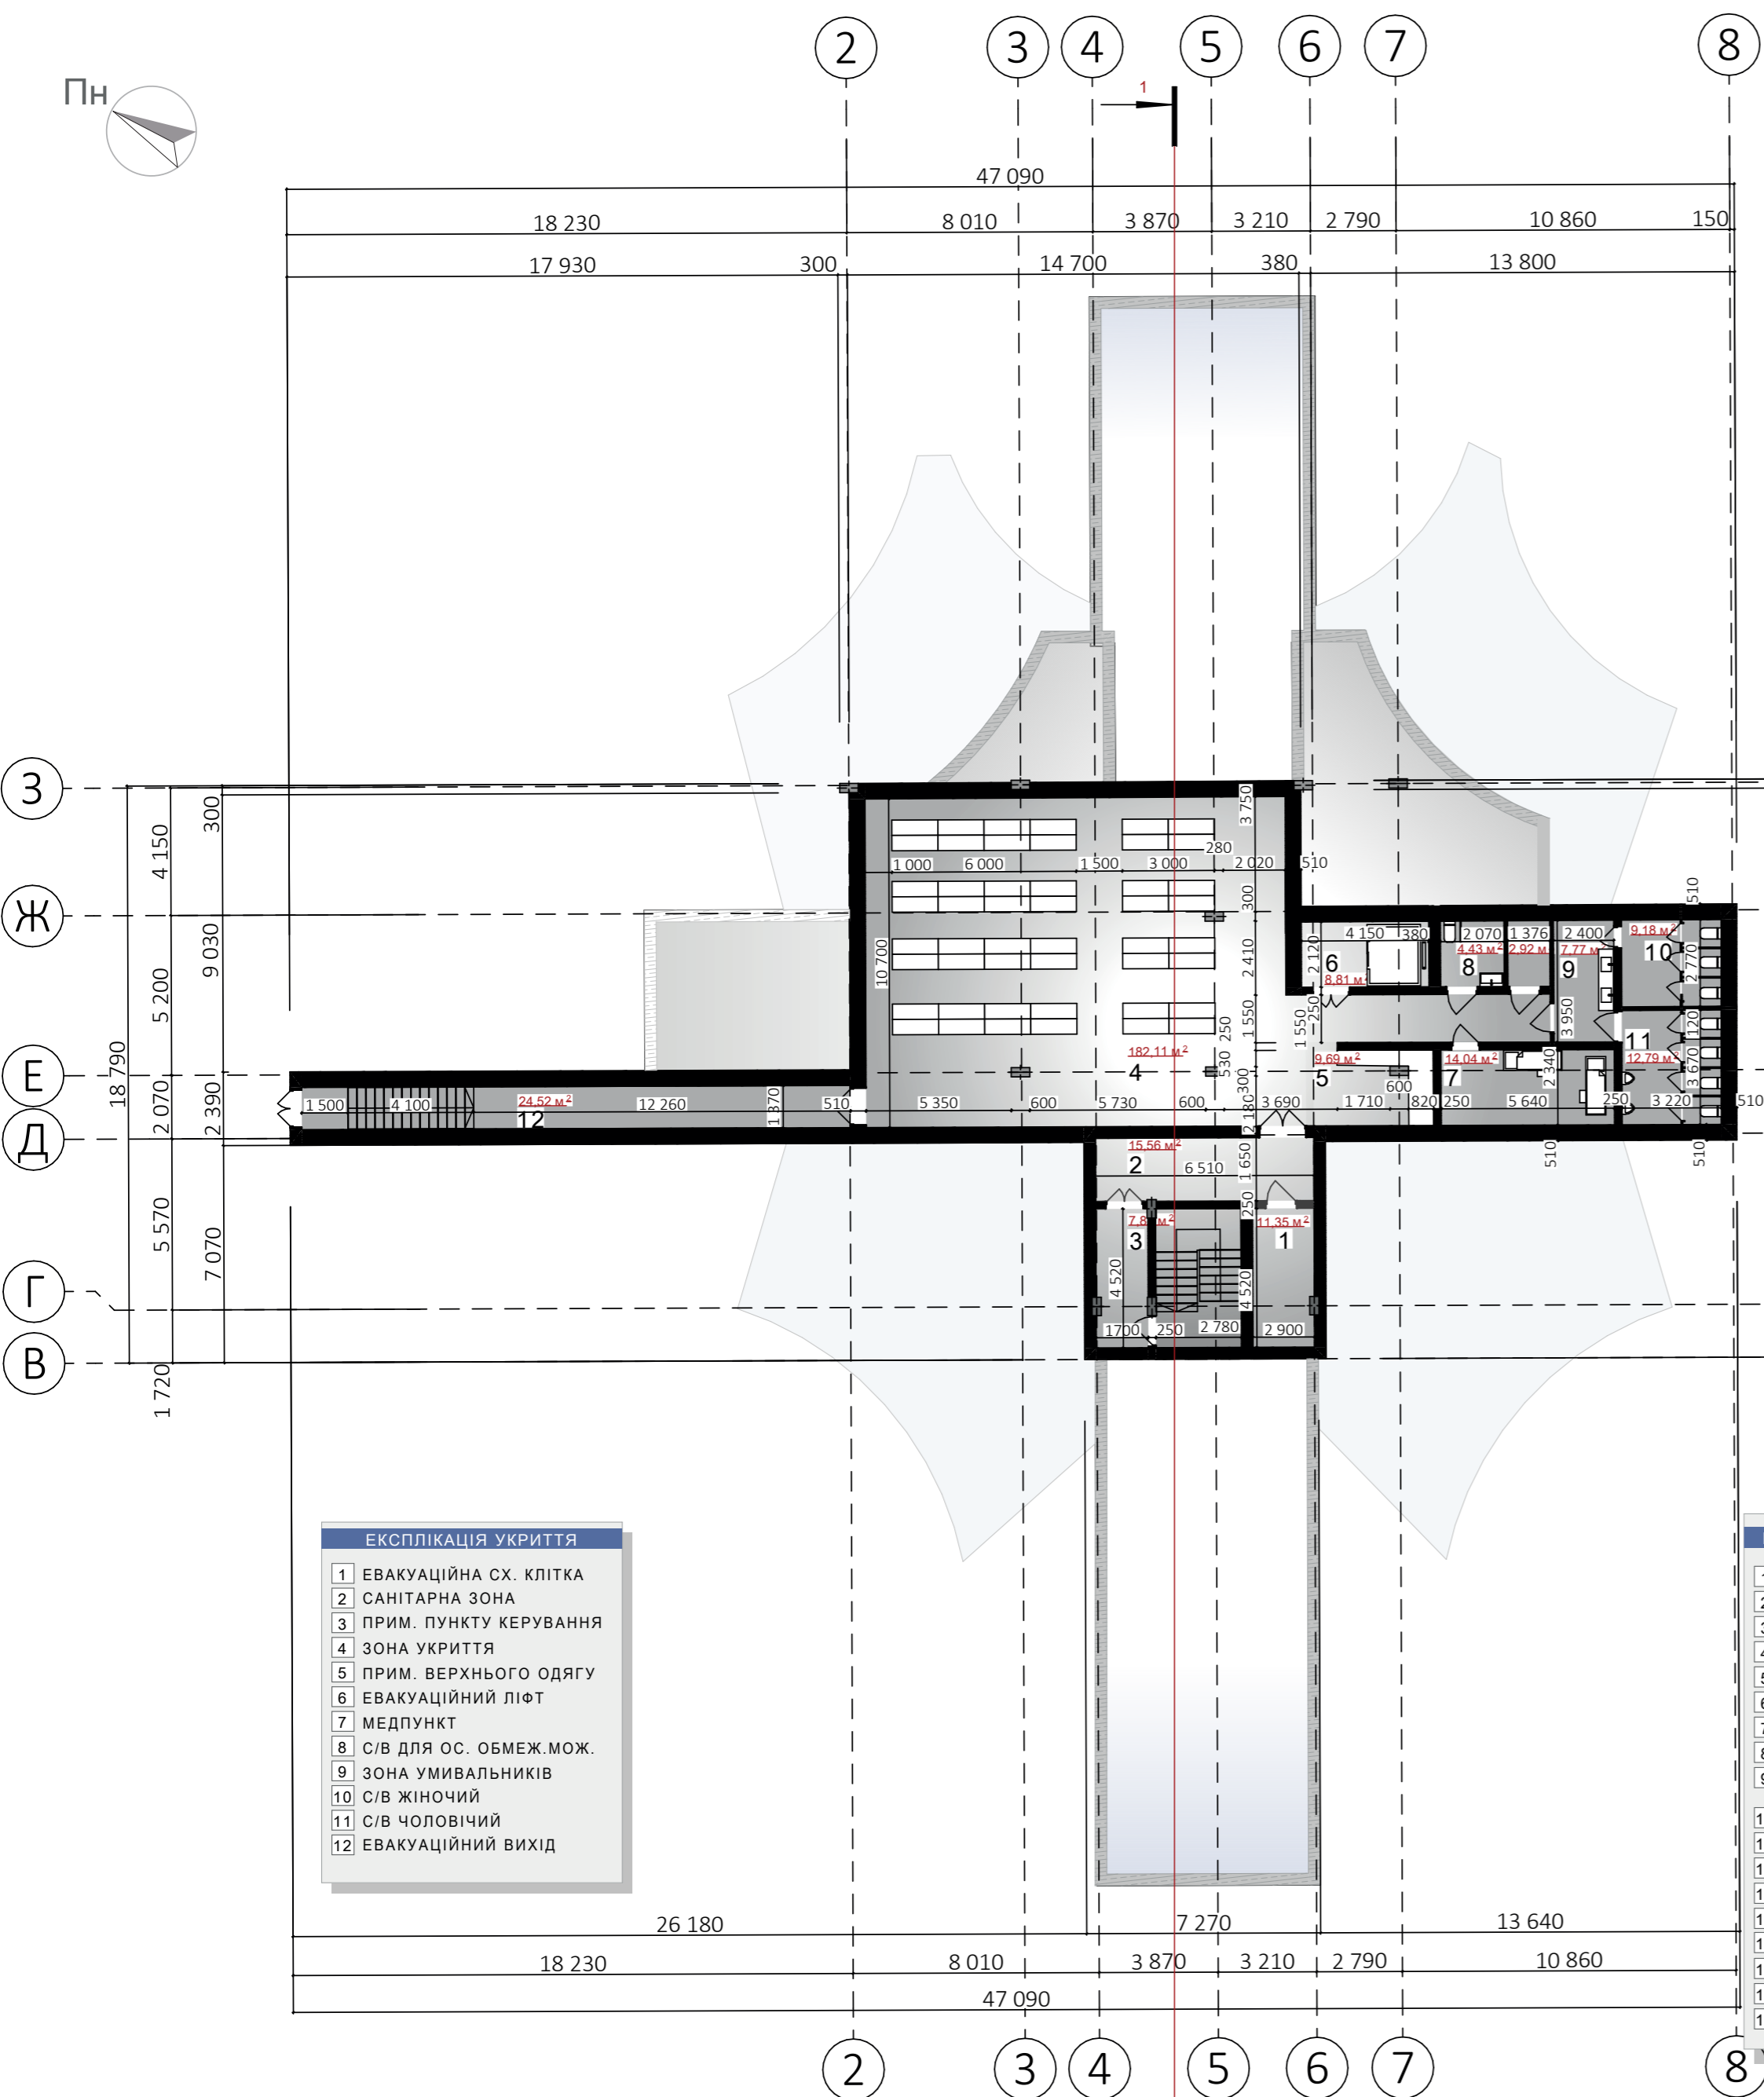 2 3 4 5 6 7 8
Пн
1
47 090
18 230 8 010 3 870 3 210 2 790 10 860 150
17 930 300 14 700 380 13 800
З
Ж
Е
Д
Г
В
18 790
4 150
5 200
2 070
5 570
1 720
300
9 030
2 390
7 070
3 750
280
1 000 6 000 1 500 3 000 2 020 510
300
510
10 700
2 410
1 550
250
530
300
2 180
182,11 м²
4
2 120
4 150 380 2 070 1 376 2 400
9,18 м²
6
8,81 м
4,43 м²
8
2,92 м
7,77 м
9
10
2 770
1 550
250
3 950
120
11
12,79 м²
3 670
9,69 м²
5
14,04 м²
7
2 340
600
1 500 4 100
24,52 м²
12
12 260
1 370
510 5 350 600 5 730 600 3 690 1 710 820 250 5 640 250 3 220 510
510
510
15,56 м²
2
6 510
1 650
250
3
11,35 м²
1
4 520
4 520
1700 250 2 780 2 900
ЕКСПЛІКАЦІЯ УКРИТТЯ
1 ЕВАКУАЦІЙНА СХ. КЛІТКА
2 САНІТАРНА ЗОНА
3 ПРИМ. ПУНКТУ КЕРУВАННЯ
4 ЗОНА УКРИТТЯ
5 ПРИМ. ВЕРХНЬОГО ОДЯГУ
6 ЕВАКУАЦІЙНИЙ ЛІФТ
7 МЕДПУНКТ
8 С/В ДЛЯ ОС. ОБМЕЖ.МОЖ.
9 ЗОНА УМИВАЛЬНИКІВ
10 С/В ЖІНОЧИЙ
11 С/В ЧОЛОВІЧИЙ
12 ЕВАКУАЦІЙНИЙ ВИХІД
26 180 7 270 13 640
18 230 8 010 3 870 3 210 2 790 10 860
47 090
2 3 4 5 6 7 8